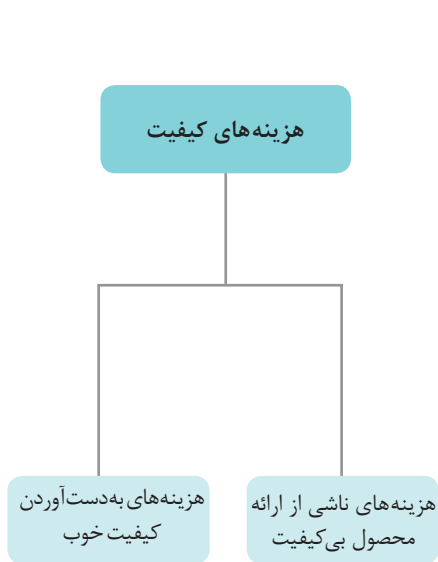 هزینه‌های کیفیت
هزینه‌های ناشی از ارائه
محصول بی‌کیفیت
هزینه‌های به‌دست‌آوردن
کیفیت خوب